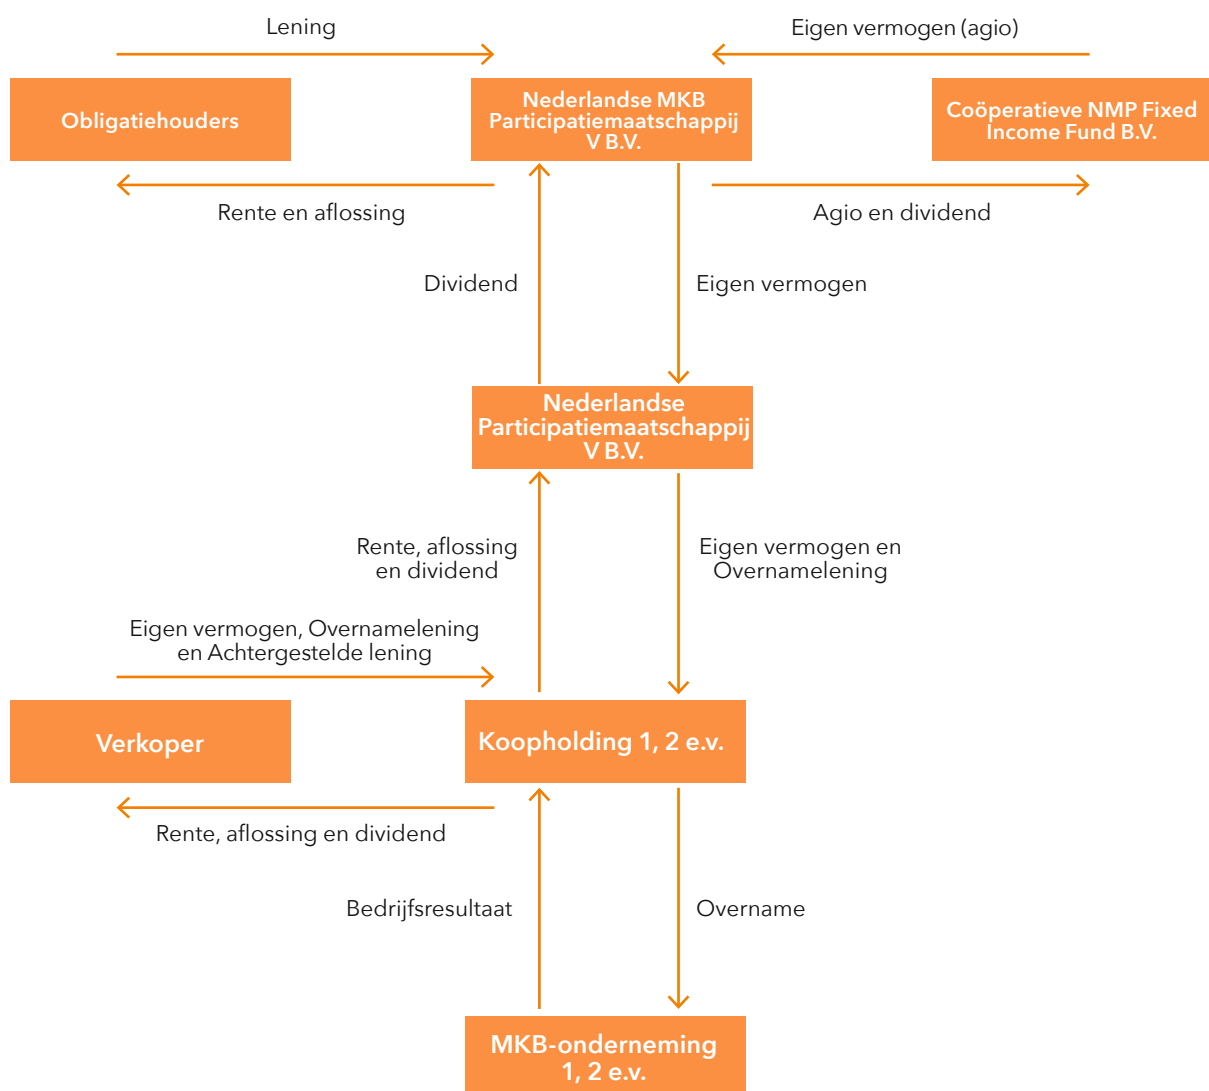 Lening
Eigen vermogen (agio)
Obligatiehouders
Nederlandse MKB
Participatiemaatschappij
V B.V.
Coöperatieve NMP Fixed
Income Fund B.V.
Rente en aflossing
Agio en dividend
Dividend
Eigen vermogen
Nederlandse
Participatiemaatschappij
V B.V.
Rente, aflossing
en dividend
Eigen vermogen en
Overnamelening
Eigen vermogen, Overnamelening
en Achtergestelde lening
Verkoper
Koopholding 1, 2 e.v.
Rente, aflossing en dividend
Bedrijfsresultaat
Overname
MKB-onderneming
1, 2 e.v.